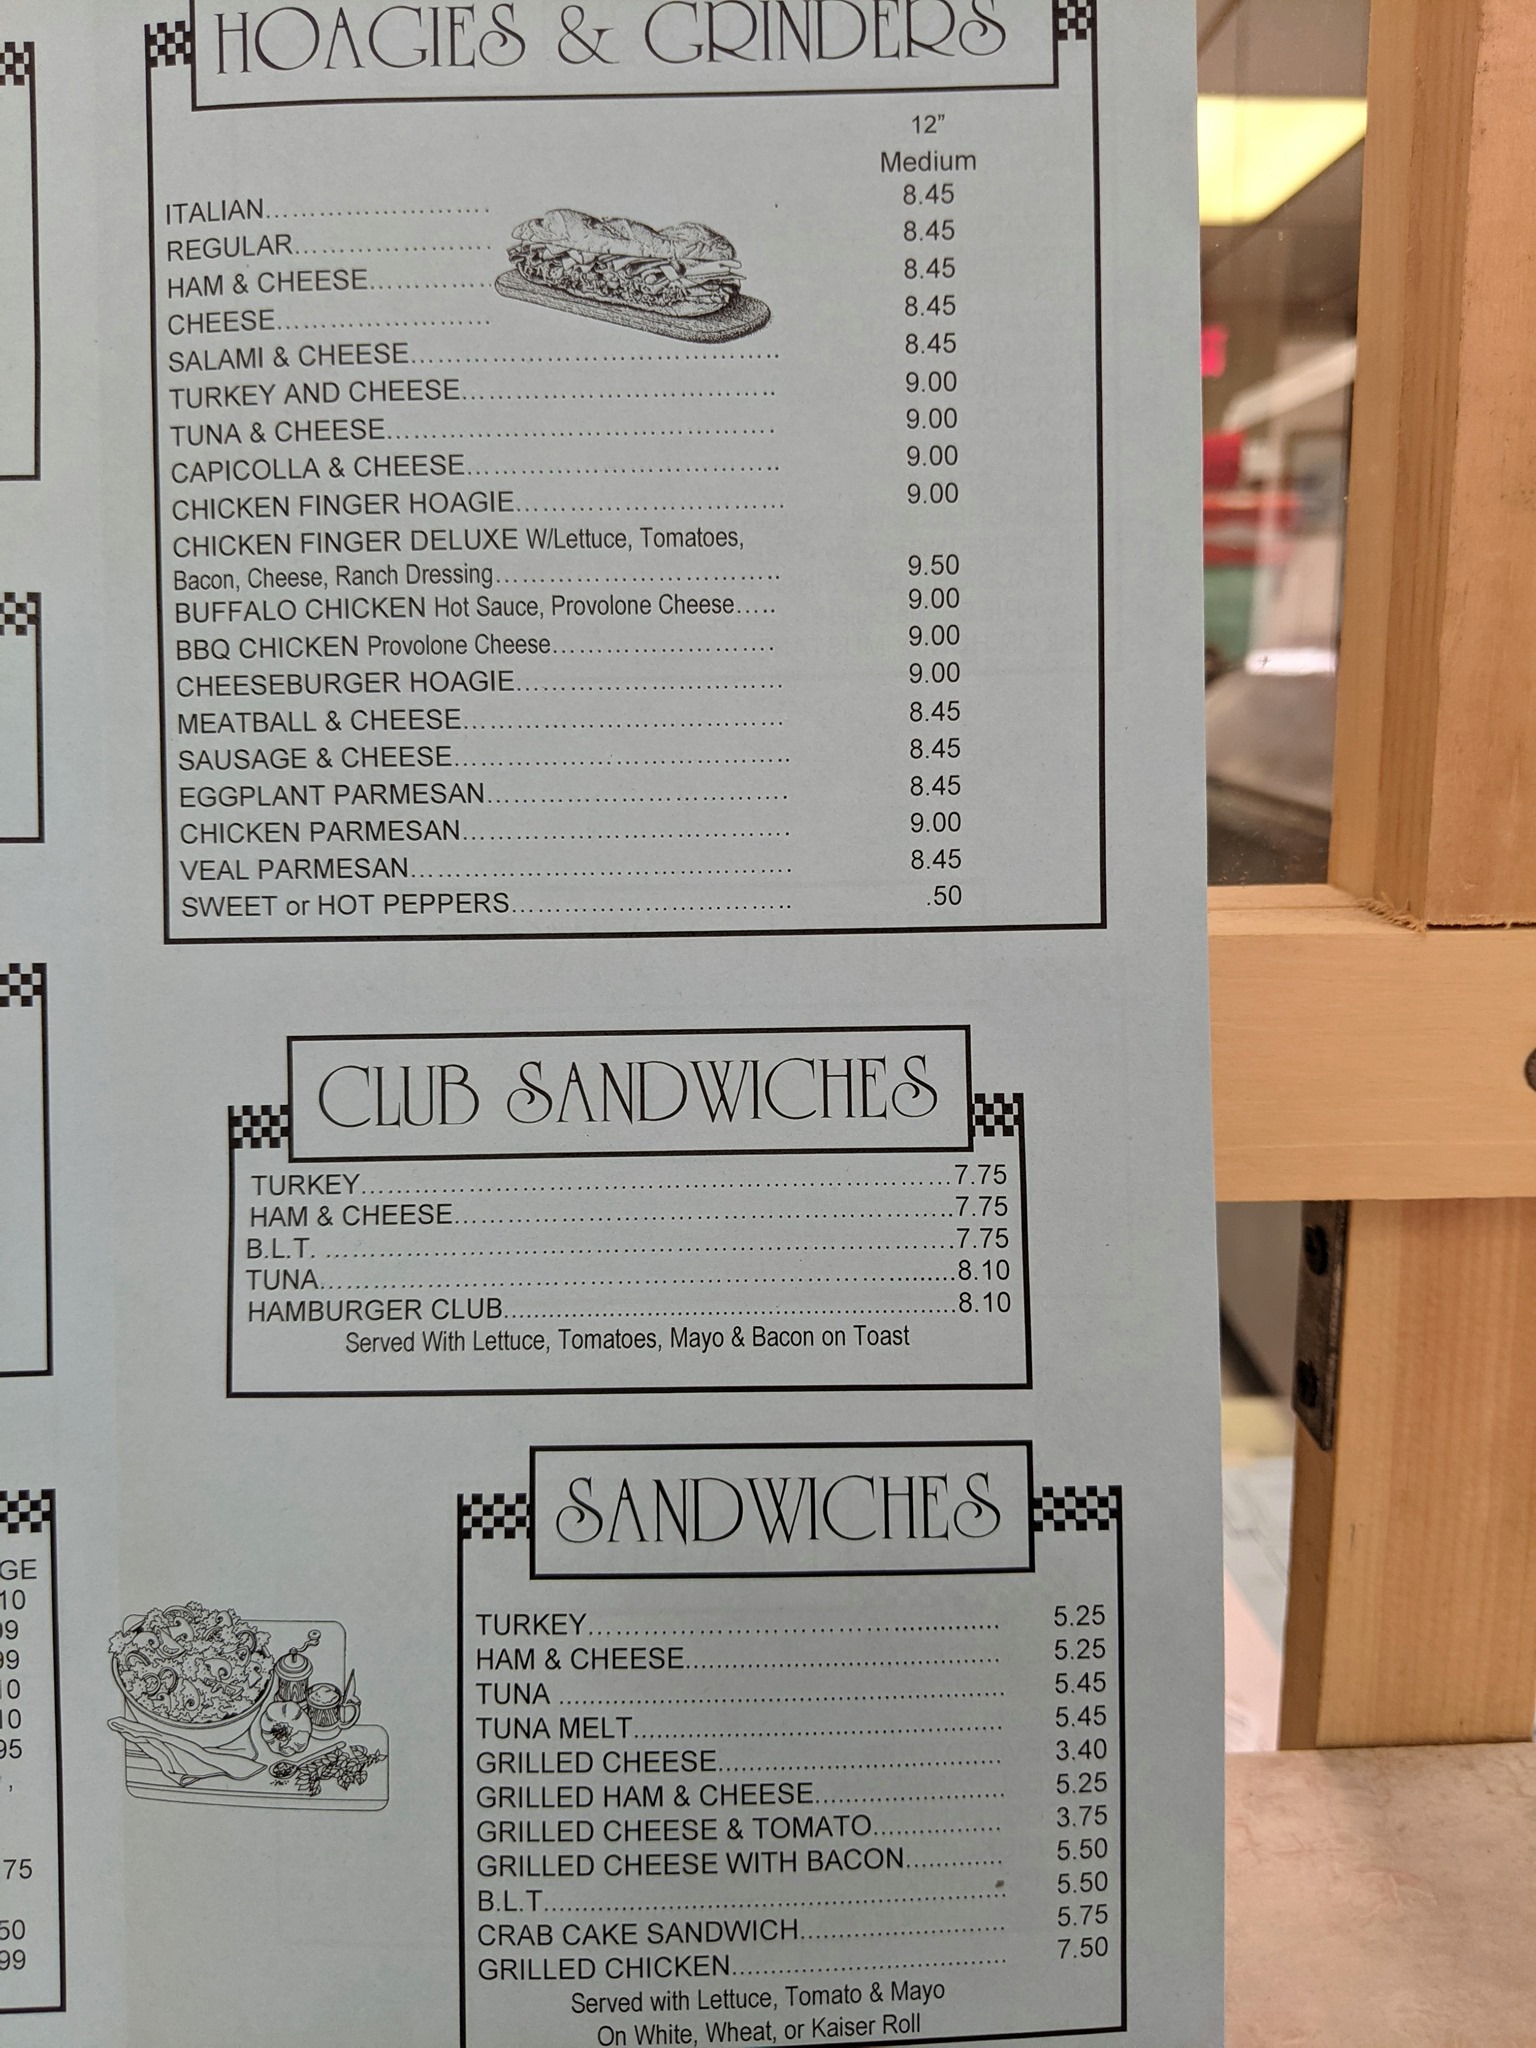 HOAGIES & GRINDERS
12"
Medium
ITALIAN........................ 8.45
REGULAR........................ 8.45
HAM & CHEESE.............. 8.45
CHEESE........................ 8.45
SALAMI & CHEESE........................................ 8.45
TURKEY AND CHEESE.................................. 9.00
TUNA & CHEESE.......................................... 9.00
CAPICOLLA & CHEESE.................................. 9.00
CHICKEN FINGER HOAGIE.............................. 9.00
CHICKEN FINGER DELUXE W/Lettuce, Tomatoes,
Bacon, Cheese, Ranch Dressing................................ 9.50
BUFFALO CHICKEN Hot Sauce, Provolone Cheese..... 9.00
BBQ CHICKEN Provolone Cheese......................... 9.00
CHEESEBURGER HOAGIE.............................. 9.00
MEATBALL & CHEESE................................... 8.45
SAUSAGE & CHEESE..................................... 8.45
EGGPLANT PARMESAN................................. 8.45
CHICKEN PARMESAN.................................... 9.00
VEAL PARMESAN.......................................... 8.45
SWEET or HOT PEPPERS............................... .50
CLUB SANDWICHES
TURKEY..................................................................7.75
HAM & CHEESE.......................................................7.75
B.L.T. ......................................................................7.75
TUNA......................................................................8.10
HAMBURGER CLUB.................................................8.10
Served With Lettuce, Tomatoes, Mayo & Bacon on Toast
SANDWICHES
TURKEY.................................................. 5.25
HAM & CHEESE........................................ 5.25
TUNA ....................................................... 5.45
TUNA MELT.............................................. 5.45
GRILLED CHEESE................................... 3.40
GRILLED HAM & CHEESE....................... 5.25
GRILLED CHEESE & TOMATO................ 3.75
GRILLED CHEESE WITH BACON............ 5.50
B.L.T......................................................... 5.50
CRAB CAKE SANDWICH......................... 5.75
GRILLED CHICKEN.................................. 7.50
Served with Lettuce, Tomato & Mayo
On White, Wheat, or Kaiser Roll